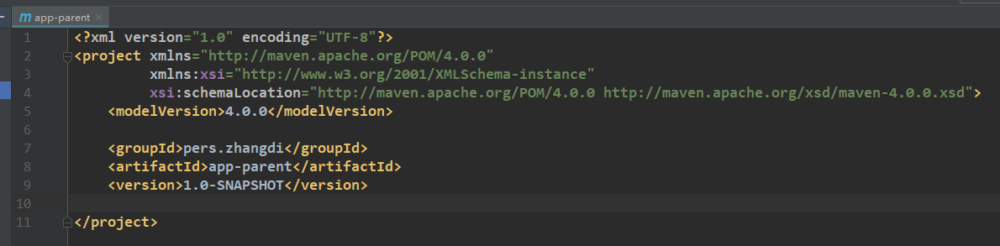 app-parent
1 <?xml version="1.0" encoding="UTF-8"?>
2 <project xmlns="http://maven.apache.org/POM/4.0.0"
3 xmlns:xsi="http://www.w3.org/2001/XMLSchema-instance"
4 xsi:schemaLocation="http://maven.apache.org/POM/4.0.0 http://maven.apache.org/xsd/maven-4.0.0.xsd">
5 <modelVersion>4.0.0</modelVersion>
6
7 <groupId>pers.zhangdi</groupId>
8 <artifactId>app-parent</artifactId>
9 <version>1.0-SNAPSHOT</version>
10
11 </project>